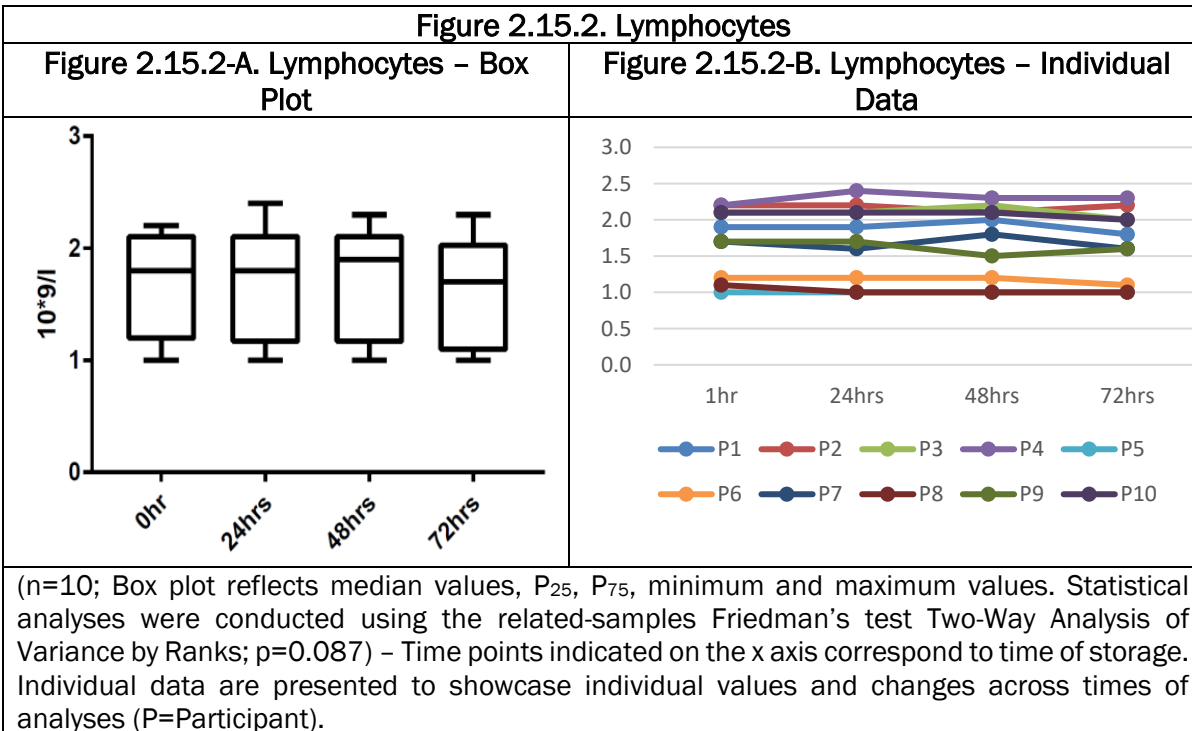 Figure 2.15.2. Lymphocytes
Figure 2.15.2-A. Lymphocytes – Box
Plot
Figure 2.15.2-B. Lymphocytes – Individual
Data
3
2
1
0
10*9/l
0hr
24hrs
48hrs
72hrs
3.0
2.5
2.0
1.5
1.0
0.5
0.0
1hr 24hrs 48hrs 72hrs
P1 P2 P3 P4 P5
P6 P7 P8 P9 P10
(n=10; Box plot reflects median values, P25, P75, minimum and maximum values. Statistical
analyses were conducted using the related-samples Friedman’s test Two-Way Analysis of
Variance by Ranks; p=0.087) – Time points indicated on the x axis correspond to time of storage.
Individual data are presented to showcase individual values and changes across times of
analyses (P=Participant).